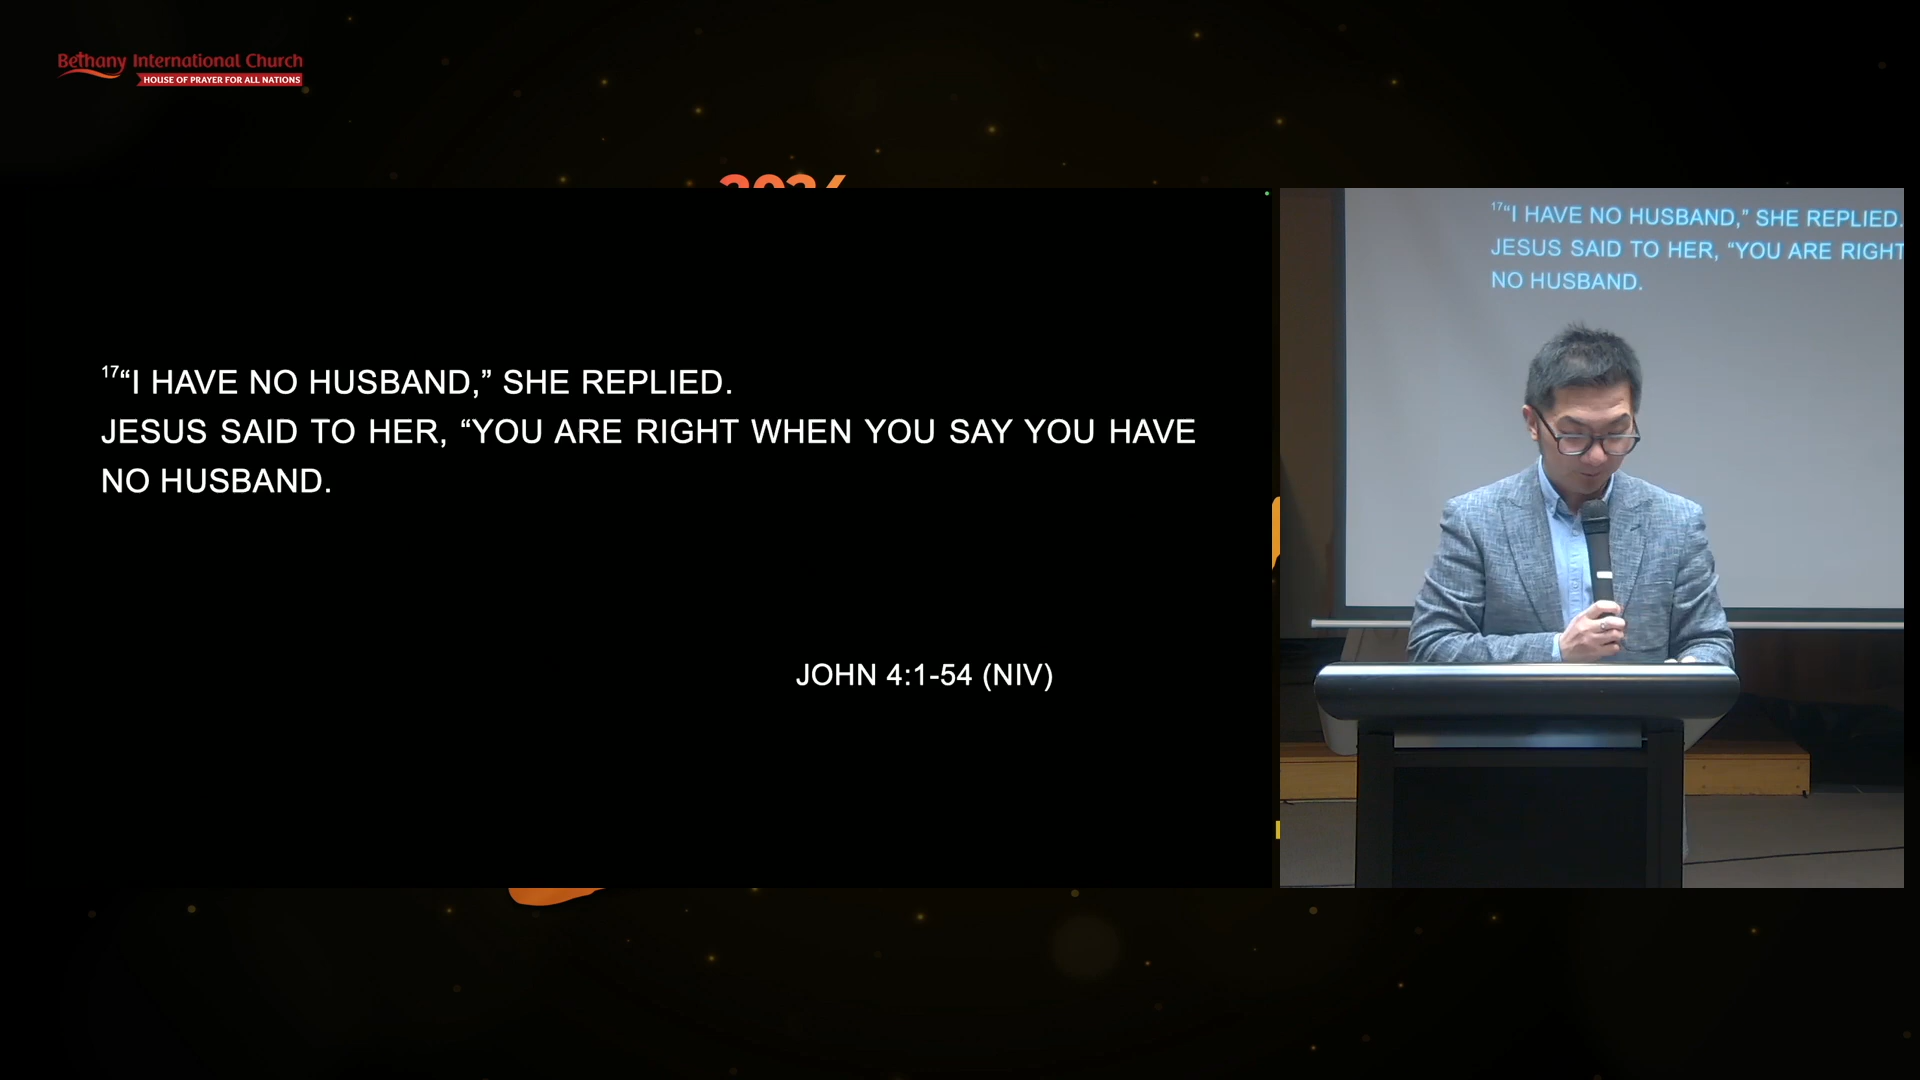 Bethany International Church
HOUSE OF PRAYER FOR ALL NATIONS
17“I HAVE NO HUSBAND,” SHE REPLIED.
JESUS SAID TO HER, “YOU ARE RIGHT WHEN YOU SAY YOU HAVE
NO HUSBAND.
JOHN 4:1-54 (NIV)
17“I HAVE NO HUSBAND,” SHE REPLIED.
JESUS SAID TO HER, “YOU ARE RIGHT
NO HUSBAND.